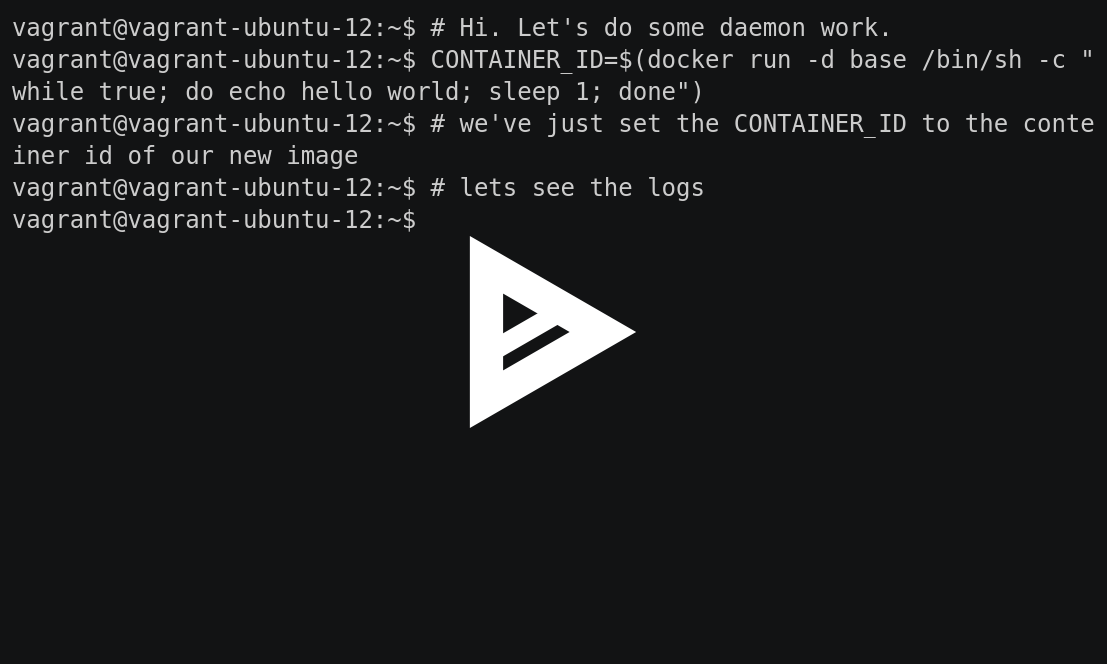 vagrant@vagrant-ubuntu-12:~$ # Hi. Let's do some daemon work.
vagrant@vagrant-ubuntu-12:~$ CONTAINER_ID=$(docker run -d base /bin/sh -c "
while true; do echo hello world; sleep 1; done")
vagrant@vagrant-ubuntu-12:~$ # we've just set the CONTAINER_ID to the conte
iner id of our new image
vagrant@vagrant-ubuntu-12:~$ # lets see the logs
vagrant@vagrant-ubuntu-12:~$